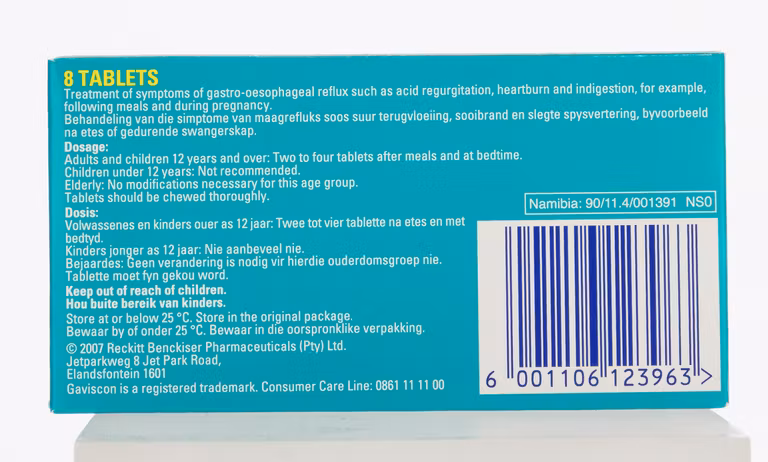 8 TABLETS
Treatment of symptoms of gastro-oesophageal reflux such as acid regurgitation, heartburn and indigestion, for example,
following meals and during pregnancy.
Behandeling van die simptome van maagrefluks soos suur terugvloeiing, sooibrand en slegte spysvertering, byvoorbeeld
na etes of gedurende swangerskap.
Dosage:
Adults and children 12 years and over: Two to four tablets after meals and at bedtime.
Children under 12 years: Not recommended.
Elderly: No modifications necessary for this age group.
Tablets should be chewed thoroughly.
Dosis:
Volwassenes en kinders ouer as 12 jaar: Twee tot vier tablette na etes en met
bedtyd.
Kinders jonger as 12 jaar: Nie aanbeveel nie.
Bejaardes: Geen verandering is nodig vir hierdie ouderdomsgroep nie.
Tablette moet fyn gekou word.
Keep out of reach of children.
Hou buite bereik van kinders.
Store at or below 25 °C. Store in the original package.
Bewaar by of onder 25 °C. Bewaar in die oorspronklike verpakking.
© 2007 Reckitt Benckiser Pharmaceuticals (Pty) Ltd.
Jetparkweg 8 Jet Park Road,
Elandsfontein 1601
Gaviscon is a registered trademark. Consumer Care Line: 0861 11 11 00
Namibia: 90/11.4/001391 NS0
6 001106 123963 >